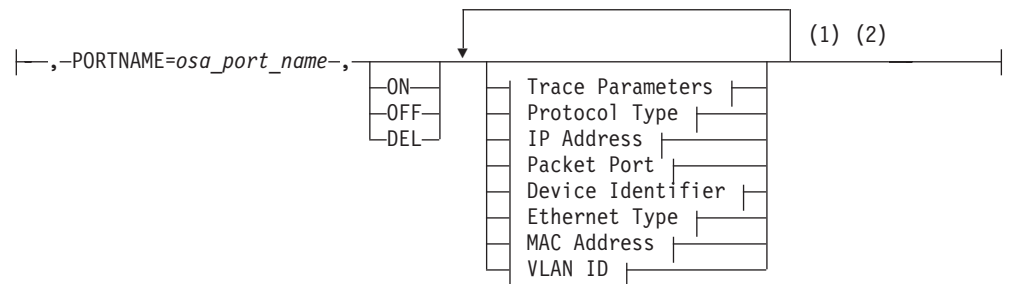 (1) (2)
,-PORTNAME=osa_port_name-,
ON
OFF
DEL
Trace Parameters
Protocol Type
IP Address
Packet Port
Device Identifier
Ethernet Type
MAC Address
VLAN ID